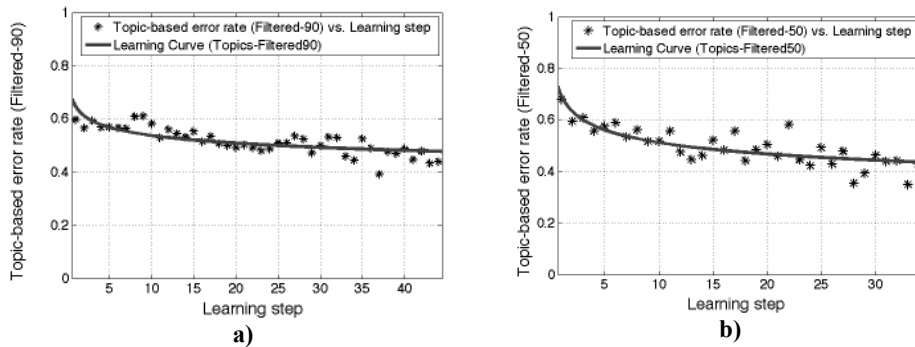 Topic-based error rate (Filtered-90)
1
0.8
0.6
0.4
0.2
0
Topic-based error rate (Filtered-90) vs. Learning step
Learning Curve (Topics-Filtered90)
5 10 15 20 25 30 35 40
Learning step
a)
Topic-based error rate (Filtered-50)
1
0.8
0.6
0.4
0.2
0
Topic-based error rate (Filtered-50) vs. Learning step
Learning Curve (Topics-Filtered50)
5 10 15 20 25 30
Learning step
b)